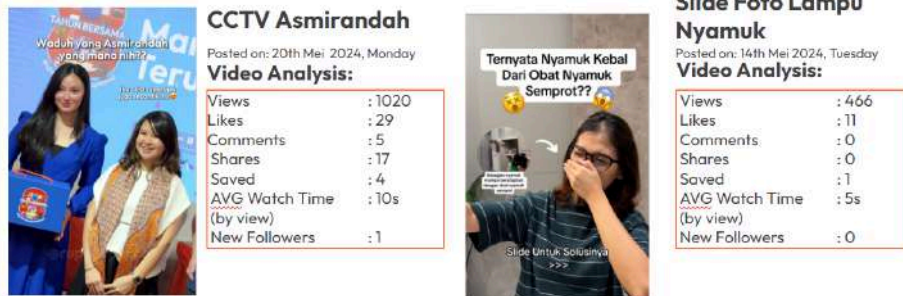 TAHUN BERSAMA
Waduh yang Asmirandah
yang mana nih??
CCTV Asmirandah
Posted on: 20th Mei 2024, Monday
Video Analysis:
Views : 1020
Likes : 29
Comments : 5
Shares : 17
Saved : 4
AVG Watch Time : 10s
(by view)
New Followers : 1
Ternyata Nyamuk Kebal
Dari Obat Nyamuk
Semprot??
Slide Untuk Solusinya
>>>
Slide Foto Lampu
Nyamuk
Posted on: 14th Mei 2024, Tuesday
Video Analysis:
Views : 466
Likes : 11
Comments : 0
Shares : 0
Saved : 1
AVG Watch Time : 5s
(by view)
New Followers : 0